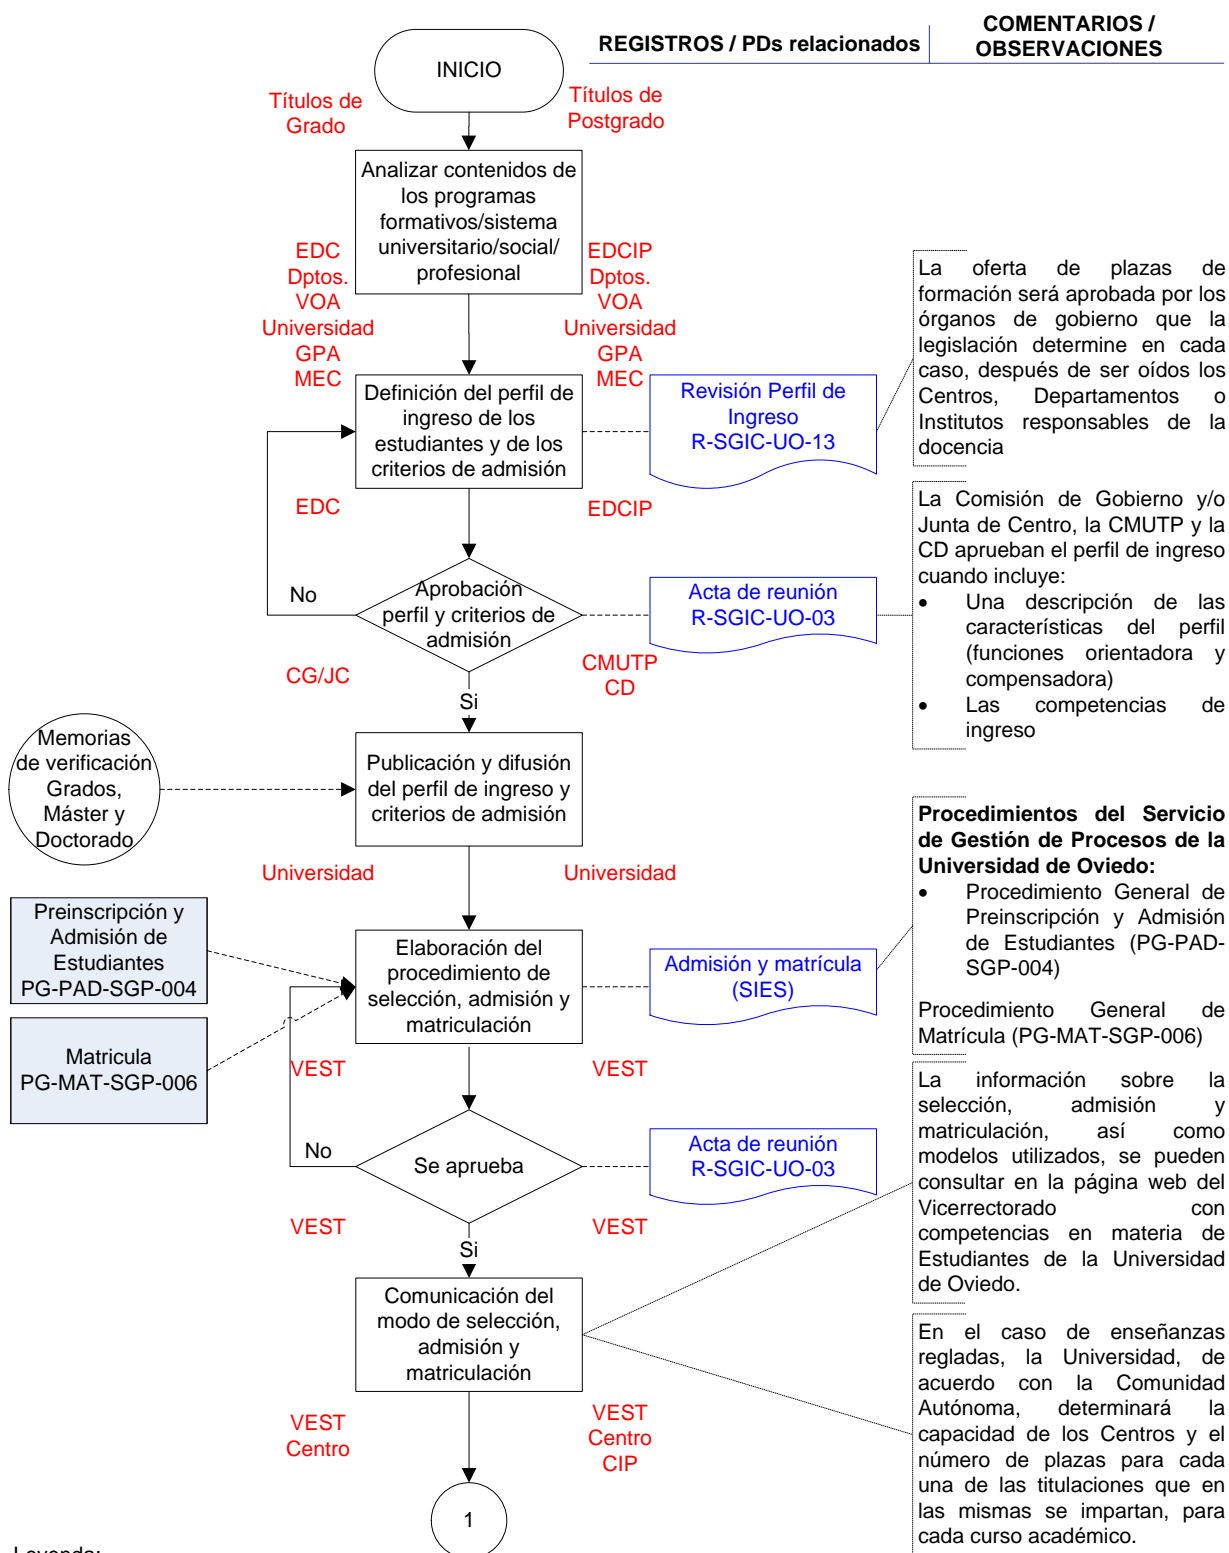 REGISTROS / PDs relacionados
COMENTARIOS /
OBSERVACIONES
INICIO
Títulos de
Grado
Títulos de
Postgrado
Analizar contenidos de
los programas
formativos/sistema
universitario/social/
profesional
EDC
Dptos.
VOA
Universidad
GPA
MEC
EDCIP
Dptos.
VOA
Universidad
GPA
MEC
La oferta de plazas de
formación será aprobada por los
órganos de gobierno que la
legislación determine en cada
caso, después de ser oídos los
Centros, Departamentos o
Institutos responsables de la
docencia
Definición del perfil de
ingreso de los
estudiantes y de los
criterios de admisión
Revisión Perfil de
Ingreso
R-SGIC-UO-13
EDC
EDCIP
La Comisión de Gobierno y/o
Junta de Centro, la CMUTP y la
CD aprueban el perfil de ingreso
cuando incluye:
• Una descripción de las
características del perfil
(funciones orientadora y
compensadora)
• Las competencias de
ingreso
No
Aprobación
perfil y criterios de
admisión
Acta de reunión
R-SGIC-UO-03
CG/JC
CMUTP
CD
Si
Memorias
de verificación
Grados,
Máster y
Doctorado
Publicación y difusión
del perfil de ingreso y
criterios de admisión
Universidad
Universidad
Procedimientos del Servicio
de Gestión de Procesos de la
Universidad de Oviedo:
• Procedimiento General de
Preinscripción y Admisión
de Estudiantes (PG-PAD-
SGP-004)
Procedimiento General de
Matrícula (PG-MAT-SGP-006)
Preinscripción y
Admisión de
Estudiantes
PG-PAD-SGP-004
Elaboración del
procedimiento de
selección, admisión y
matriculación
Admisión y matrícula
(SIES)
Matricula
PG-MAT-SGP-006
VEST
VEST
La información sobre la
selección, admisión y
matriculación, así como
modelos utilizados, se pueden
consultar en la página web del
Vicerrectorado con
competencias en materia de
Estudiantes de la Universidad
de Oviedo.
No
Se aprueba
Acta de reunión
R-SGIC-UO-03
VEST
VEST
Si
Comunicación del
modo de selección,
admisión y
matriculación
En el caso de enseñanzas
regladas, la Universidad, de
acuerdo con la Comunidad
Autónoma, determinará la
capacidad de los Centros y el
número de plazas para cada
una de las titulaciones que en
las mismas se impartan, para
cada curso académico.
VEST
Centro
VEST
Centro
CIP
1
Leyenda: